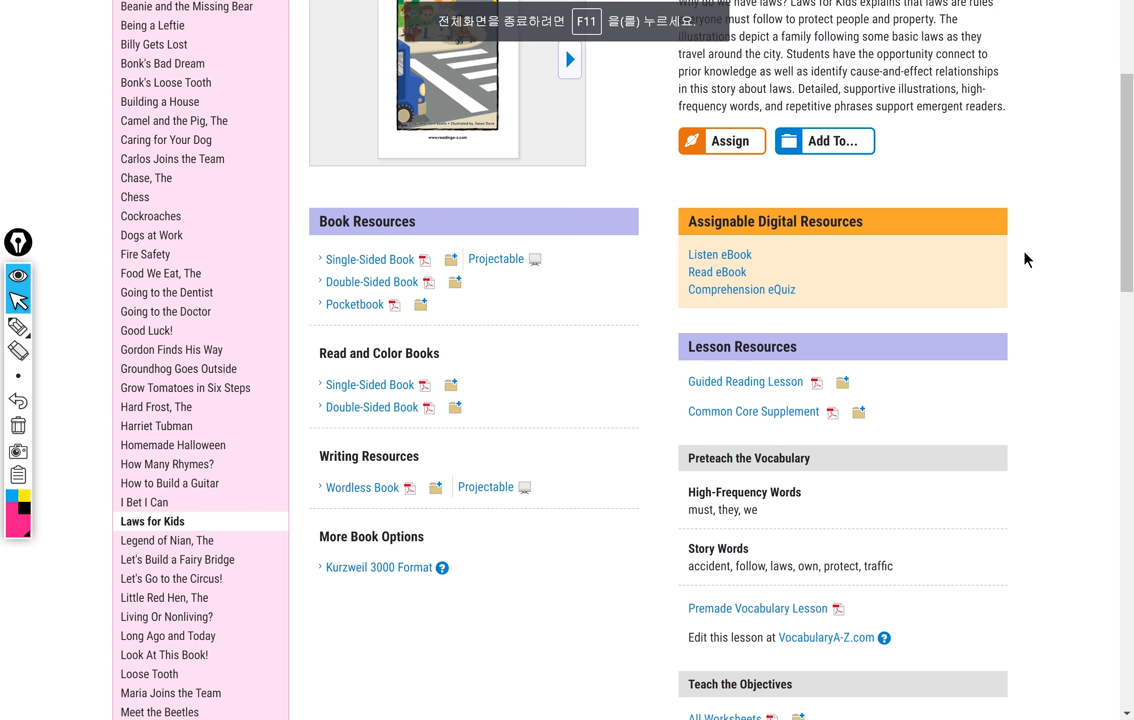 Beanie and the Missing Bear
Being a Leftie
Billy Gets Lost
Bonk's Bad Dream
Bonk's Loose Tooth
Building a House
Camel and the Pig, The
Caring for Your Dog
Carlos Joins the Team
Chase, The
Chess
Cockroaches
Dogs at Work
Fire Safety
Food We Eat, The
Going to the Dentist
Going to the Doctor
Good Luck!
Gordon Finds His Way
Groundhog Goes Outside
Grow Tomatoes in Six Steps
Hard Frost, The
Harriet Tubman
Homemade Halloween
How Many Rhymes?
How to Build a Guitar
I Bet I Can
Laws for Kids
Legend of Nian, The
Let's Build a Fairy Bridge
Let's Go to the Circus!
Little Red Hen, The
Living Or Nonliving?
Long Ago and Today
Look At This Book!
Loose Tooth
Maria Joins the Team
Meet the Beetles
전체화면을 종료하려면 F11 을(를) 누르세요.
www.readinga-z.com
Why do we have laws? Laws for Kids explains that laws are rules
everyone must follow to protect people and property. The
illustrations depict a family following some basic laws as they
travel around the city. Students have the opportunity connect to
prior knowledge as well as identify cause-and-effect relationships
in this story about laws. Detailed, supportive illustrations, high-
frequency words, and repetitive phrases support emergent readers.
Assign Add To...
Book Resources
Single-Sided Book Projectable
Double-Sided Book
Pocketbook
Read and Color Books
Single-Sided Book
Double-Sided Book
Writing Resources
Wordless Book Projectable
More Book Options
Kurzweil 3000 Format ?
Assignable Digital Resources
Listen eBook
Read eBook
Comprehension eQuiz
Lesson Resources
Guided Reading Lesson
Common Core Supplement
Preteach the Vocabulary
High-Frequency Words
must, they, we
Story Words
accident, follow, laws, own, protect, traffic
Premade Vocabulary Lesson
Edit this lesson at VocabularyA-Z.com ?
Teach the Objectives
All Worksheets